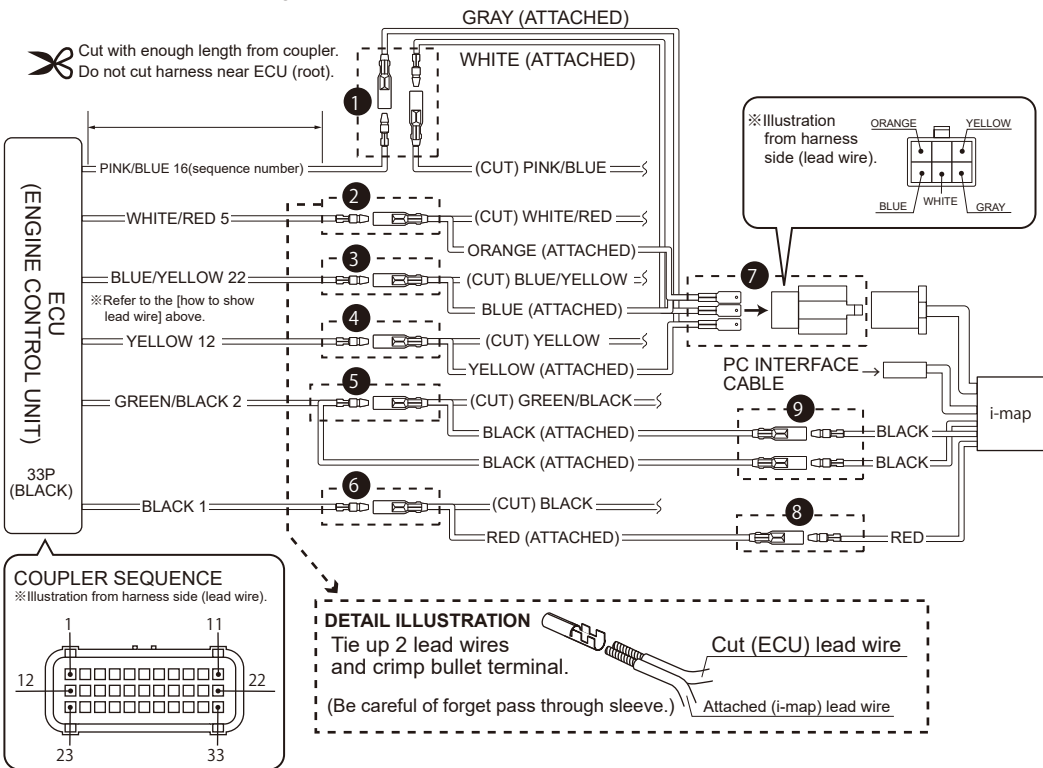 GRAY (ATTACHED)
Cut with enough length from coupler.
Do not cut harness near ECU (root).
WHITE (ATTACHED)
1
※Illustration
from harness
side (lead wire).
ORANGE
YELLOW
BLUE
WHITE
GRAY
PINK/BLUE 16(sequence number)
(CUT) PINK/BLUE
2
WHITE/RED 5
(CUT) WHITE/RED
ORANGE (ATTACHED)
3
BLUE/YELLOW 22
(CUT) BLUE/YELLOW
7
※Refer to the [how to show
lead wire] above.
BLUE (ATTACHED)
4
YELLOW 12
(CUT) YELLOW
YELLOW (ATTACHED)
PC INTERFACE
CABLE
5
GREEN/BLACK 2
(CUT) GREEN/BLACK
9
i-map
BLACK (ATTACHED)
BLACK
BLACK (ATTACHED)
BLACK
6
BLACK 1
(CUT) BLACK
8
RED (ATTACHED)
RED
ECU
(ENGINE CONTROL UNIT)
33P
(BLACK)
COUPLER SEQUENCE
※Illustration from harness side (lead wire).
1
11
12
22
23
33
DETAIL ILLUSTRATION
Tie up 2 lead wires
and crimp bullet terminal.
(Be careful of forget pass through sleeve.)
Cut (ECU) lead wire
Attached (i-map) lead wire